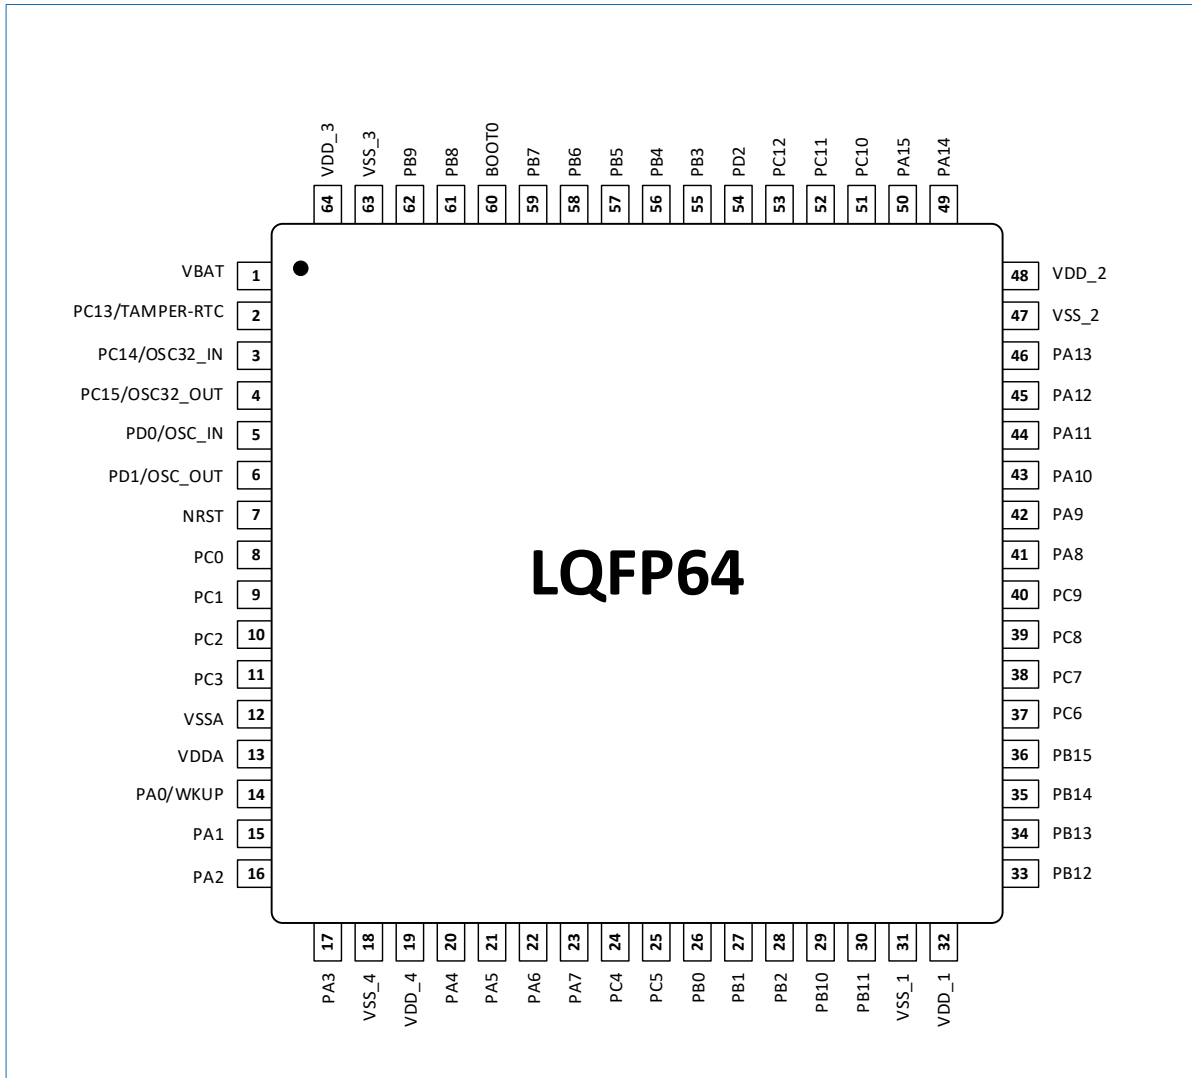 VDD_3 VSS_3 PB9 PB8 BOOT0 PB7 PB6 PB5 PB4 PB3 PD2 PC12 PC11 PC10 PA15 PA14
64 63 62 61 60 59 58 57 56 55 54 53 52 51 50 49
VBAT 1 48 VDD_2
PC13/TAMPER-RTC 2 47 VSS_2
PC14/OSC32_IN 3 46 PA13
PC15/OSC32_OUT 4 45 PA12
PD0/OSC_IN 5 44 PA11
PD1/OSC_OUT 6 43 PA10
NRST 7 42 PA9
PC0 8 41 PA8
LQFP64
PC1 9 40 PC9
PC2 10 39 PC8
PC3 11 38 PC7
VSSA 12 37 PC6
VDDA 13 36 PB15
PA0/WKUP 14 35 PB14
PA1 15 34 PB13
PA2 16 33 PB12
17 18 19 20 21 22 23 24 25 26 27 28 29 30 31 32
PA3 VSS_4 VDD_4 PA4 PA5 PA6 PA7 PC4 PC5 PB0 PB1 PB2 PB10 PB11 VSS_1 VDD_1